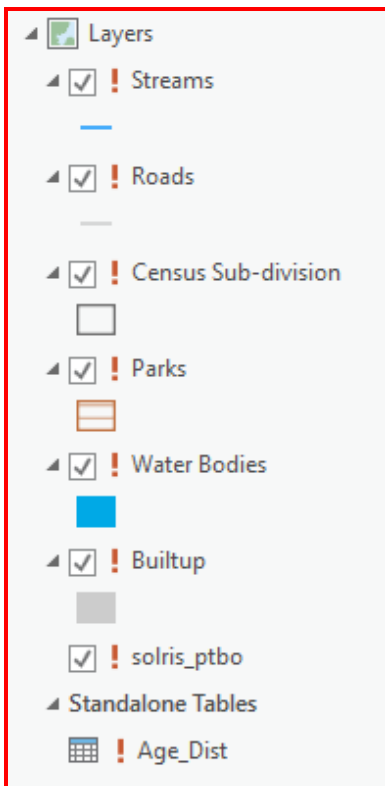 Layers
! Streams
! Roads
! Census Sub-division
! Parks
! Water Bodies
! Builtup
! solris_ptbo
Standalone Tables
! Age_Dist